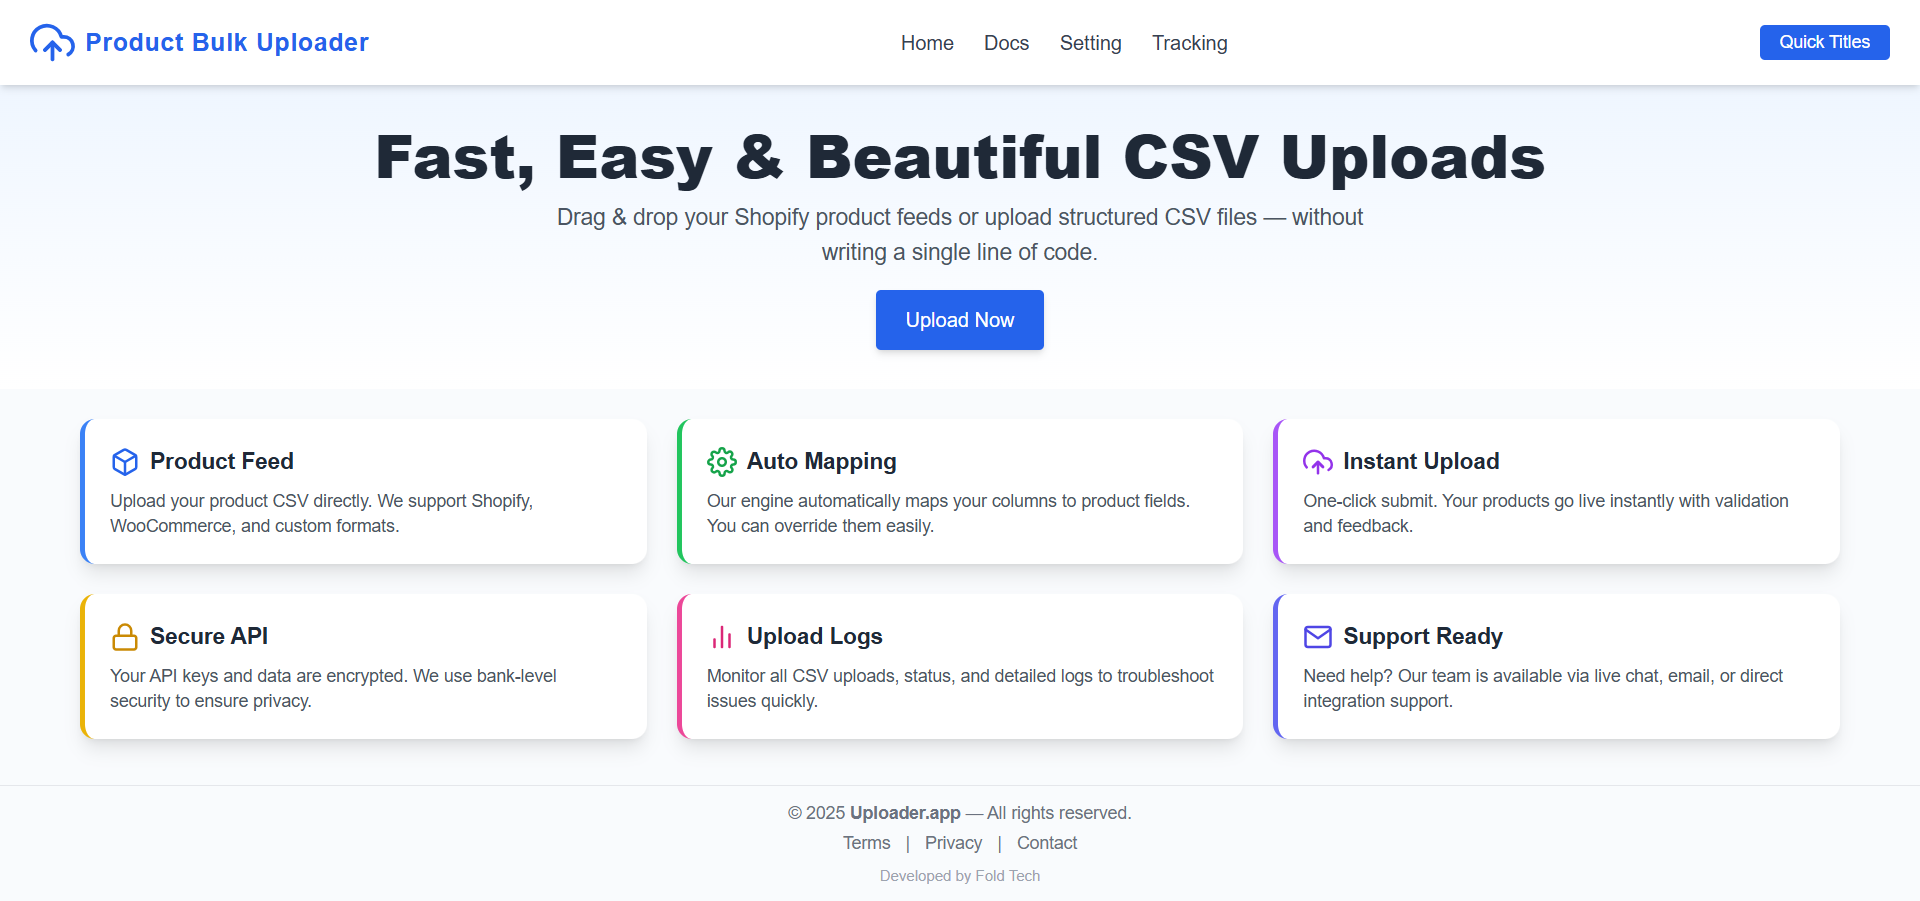 Product Bulk Uploader
Home
Docs
Setting
Tracking
Quick Titles
Fast, Easy & Beautiful CSV Uploads
Drag & drop your Shopify product feeds or upload structured CSV files — without
writing a single line of code.
Upload Now
Product Feed
Upload your product CSV directly. We support Shopify,
WooCommerce, and custom formats.
Auto Mapping
Our engine automatically maps your columns to product fields.
You can override them easily.
Instant Upload
One-click submit. Your products go live instantly with validation
and feedback.
Secure API
Your API keys and data are encrypted. We use bank-level
security to ensure privacy.
Upload Logs
Monitor all CSV uploads, status, and detailed logs to troubleshoot
issues quickly.
Support Ready
Need help? Our team is available via live chat, email, or direct
integration support.
© 2025 Uploader.app — All rights reserved.
Terms | Privacy | Contact
Developed by Fold Tech